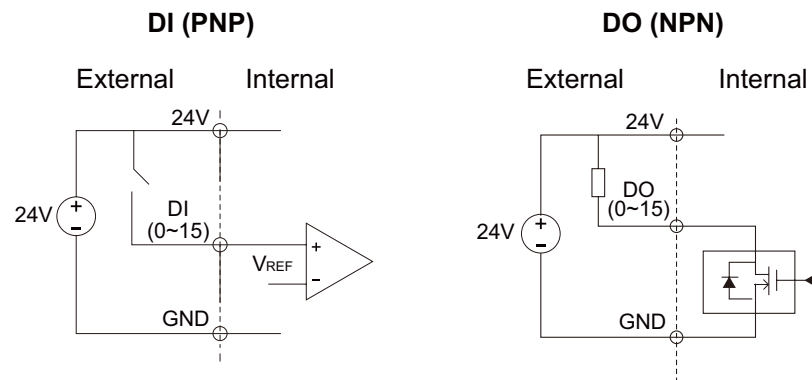 DI (PNP)
External Internal
24V
24V
+
-
DI
(0~15)
VREF
+
-
GND
DO (NPN)
External Internal
24V
24V
+
-
DO
(0~15)
GND